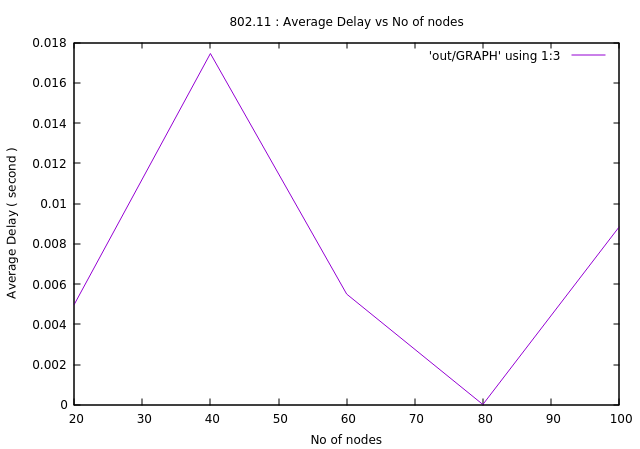 802.11 : Average Delay vs No of nodes
0.018
'out/GRAPH' using 1:3
0.016
0.014
0.012
0.01
0.008
0.006
0.004
0.002
0
Average Delay ( second )
20 30 40 50 60 70 80 90 100
No of nodes